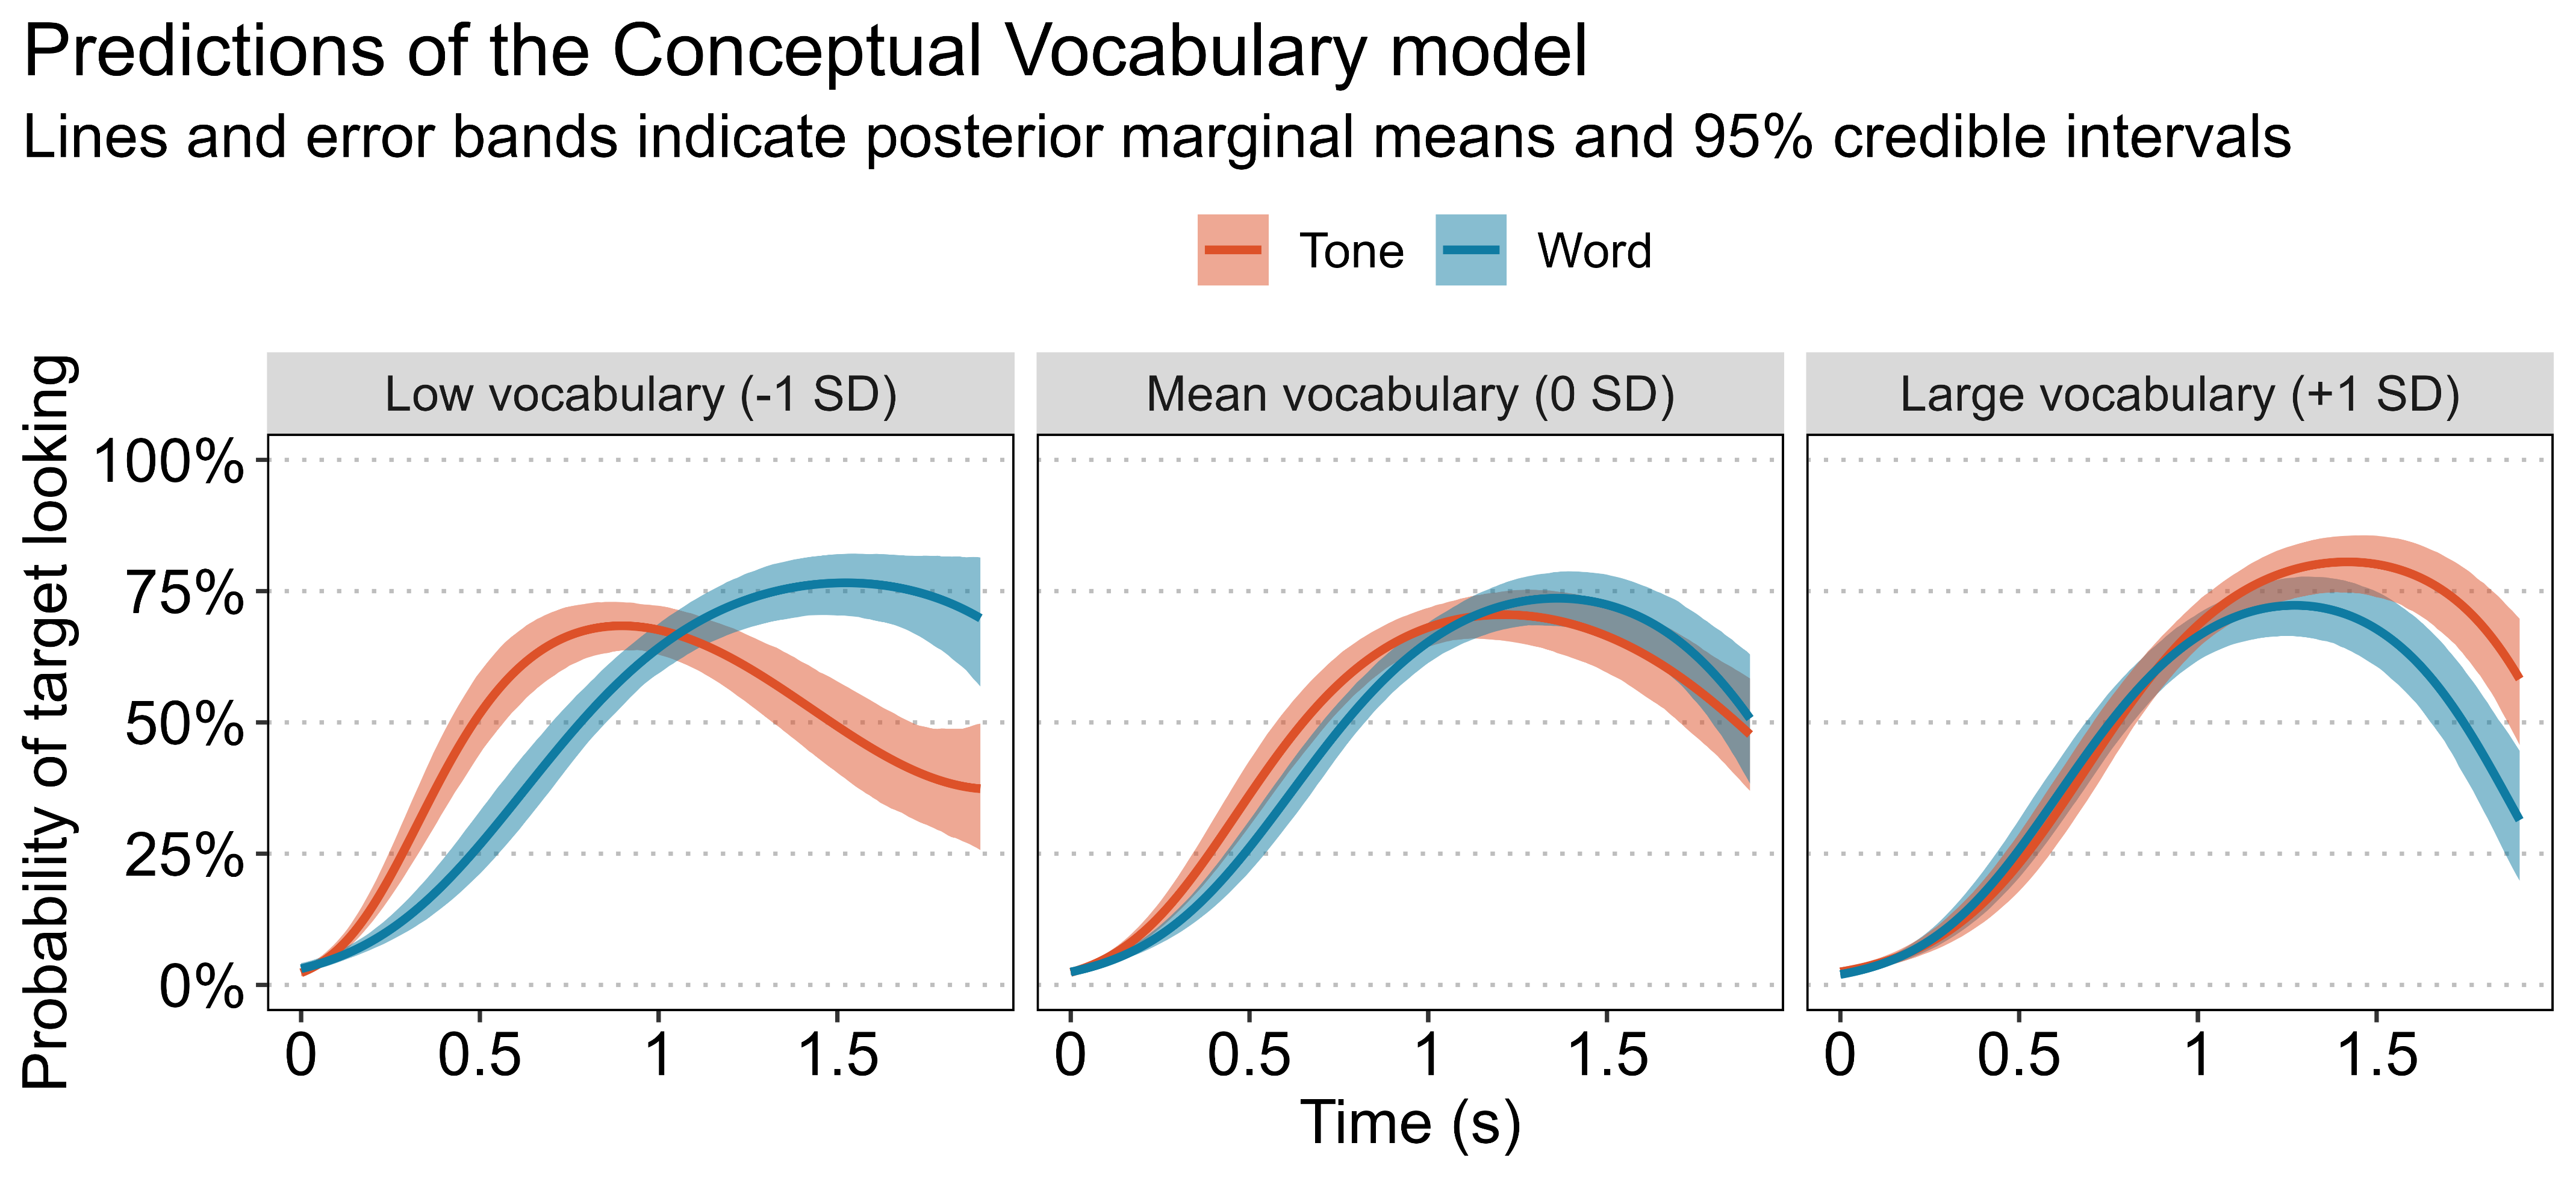 Predictions of the Conceptual Vocabulary model
Lines and error bands indicate posterior marginal means and 95% credible intervals
Tone Word
Low vocabulary (-1 SD) Mean vocabulary (0 SD) Large vocabulary (+1 SD)
Probability of target looking
100%
75%
50%
25%
0%
0 0.5 1 1.5 0 0.5 1 1.5 0 0.5 1 1.5
Time (s)